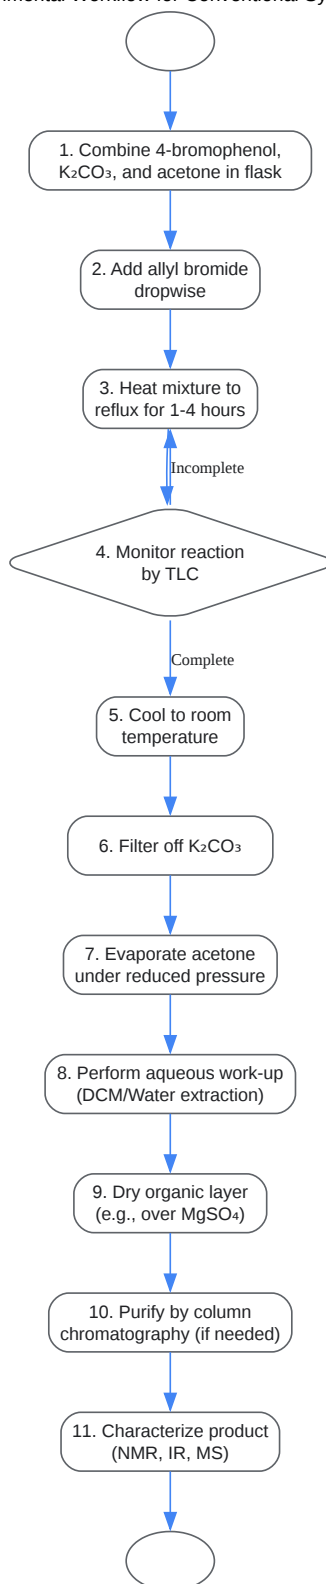 Workflow for Conventional
1. Combine 4-bromophenol,
K₂CO₃, and acetone in flask
2. Add allyl bromide
dropwise
3. Heat mixture to
reflux for 1-4 hours
Incomplete
4. Monitor reaction
by TLC
Complete
5. Cool to room
temperature
6. Filter off K₂CO₃
7. Evaporate acetone
under reduced pressure
8. Perform aqueous work-up
(DCM/Water extraction)
9. Dry organic layer
(e.g., over MgSO₄)
10. Purify by column
chromatography (if needed)
11. Characterize product
(NMR, IR, MS)